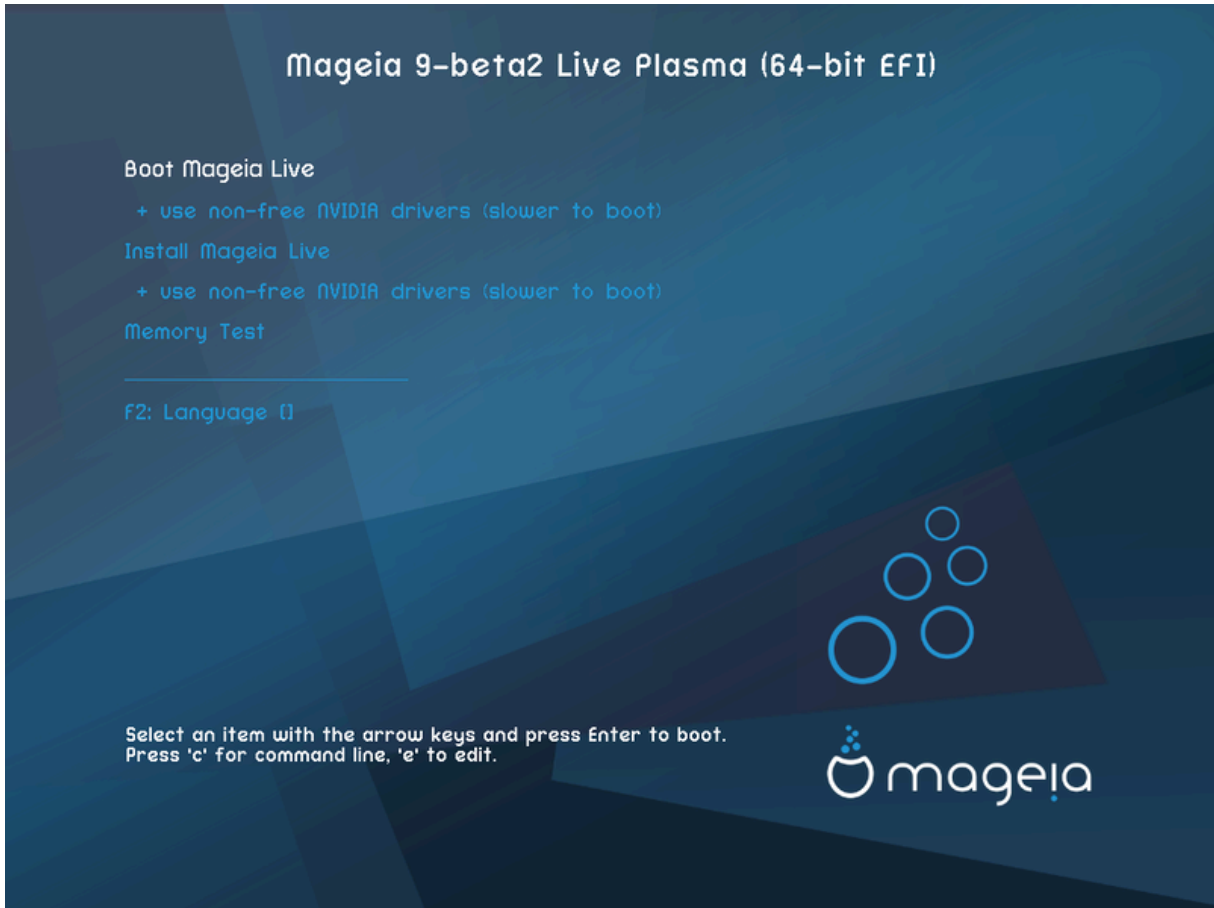 Mageia 9-beta2 Live Plasma (64-bit EFI)
Boot Mageia Live
+ use non-free NVIDIA drivers (slower to boot)
Install Mageia Live
+ use non-free NVIDIA drivers (slower to boot)
Memory Test
F2: Language []
Select an item with the arrow keys and press Enter to boot.
Press 'c' for command line, 'e' to edit.
mageia